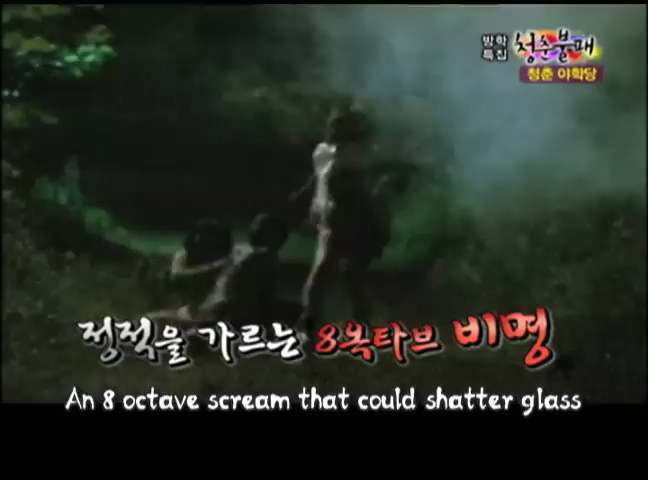 방학
특집
청춘불패
청춘 야학당
정적을 가르는 8옥타브 비명
An 8 octave scream that could shatter glass